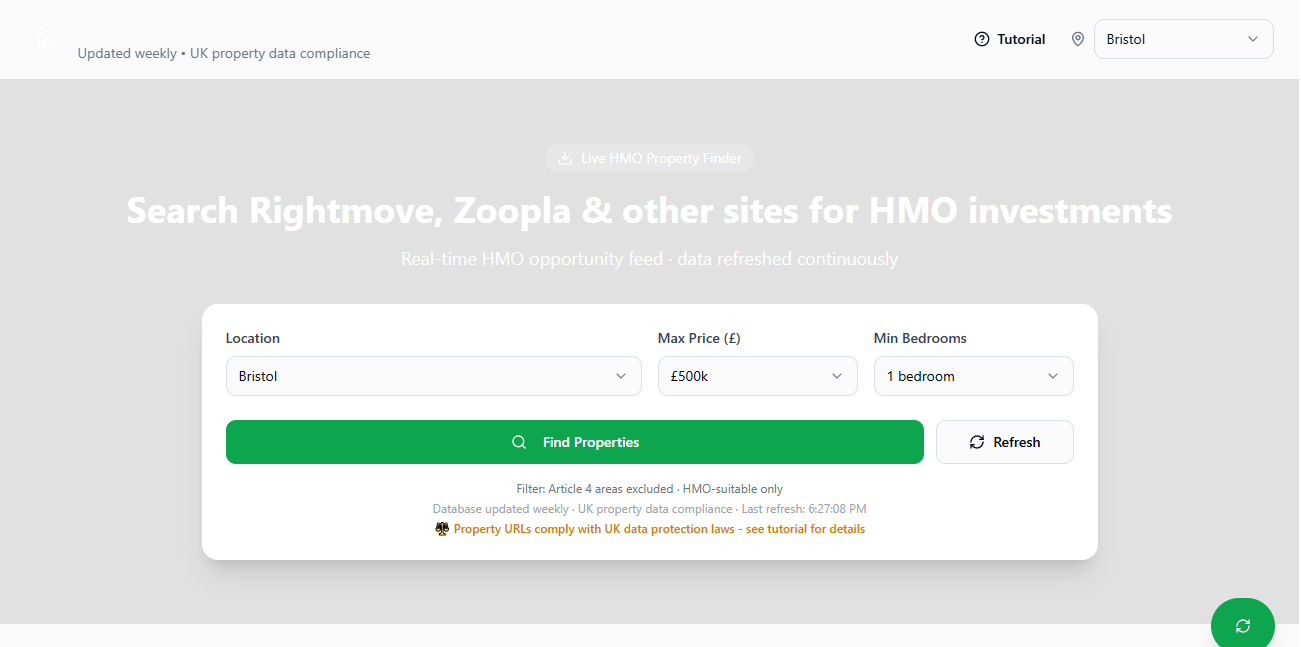 Updated weekly • UK property data compliance
Tutorial
Bristol
Live HMO Property Finder
Search Rightmove, Zoopla & other sites for HMO investments
Real-time HMO opportunity feed · data refreshed continuously
Location
Max Price (£)
Min Bedrooms
Bristol
£500k
1 bedroom
Find Properties
Refresh
Filter: Article 4 areas excluded · HMO-suitable only
Database updated weekly · UK property data compliance · Last refresh: 6:27:08 PM
Property URLs comply with UK data protection laws - see tutorial for details